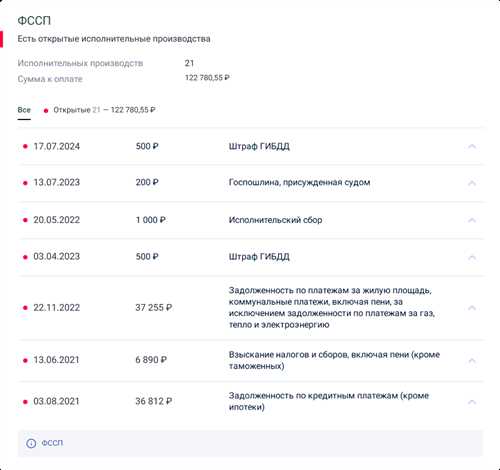 ФССП
Есть открытые исполнительные производства
Исполнительных производств 21
Сумма к оплате 122 780,55 ₽
Все Открытые 21 — 122 780,55 ₽
17.07.2024 500 ₽ Штраф ГИБДД
13.07.2023 200 ₽ Госпошлина, присужденная судом
20.05.2022 1 000 ₽ Исполнительский сбор
03.04.2023 500 ₽ Штраф ГИБДД
Задолженность по платежам за жилую площадь,
коммунальные платежи, включая пени, за
22.11.2022 37 255 ₽ исключением задолженности по платежам за газ,
тепло и электроэнергию
13.06.2021 6 890 ₽ Взыскание налогов и сборов, включая пени (кроме
таможенных)
03.08.2021 36 812 ₽ Задолженность по кредитным платежам (кроме
ипотеки)
ФССП